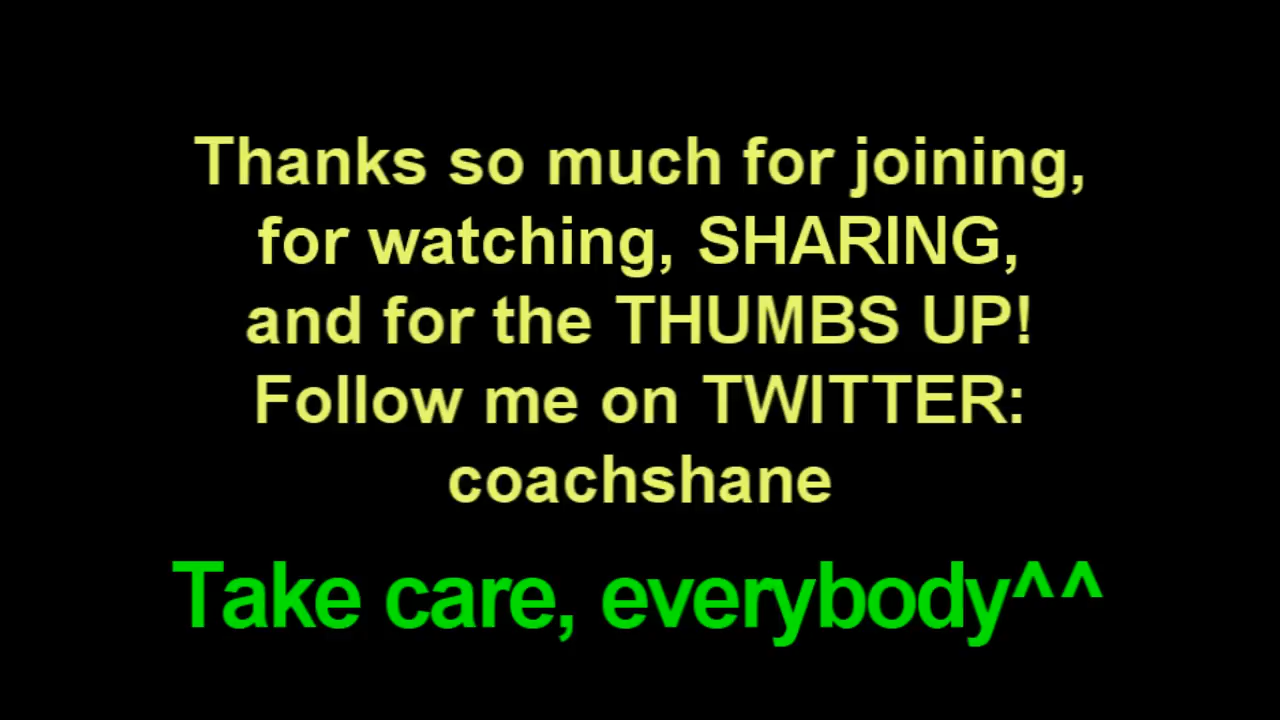 Thanks so much for joining,
for watching, SHARING,
and for the THUMBS UP!
Follow me on TWITTER:
coachshane
Take care, everybody^^